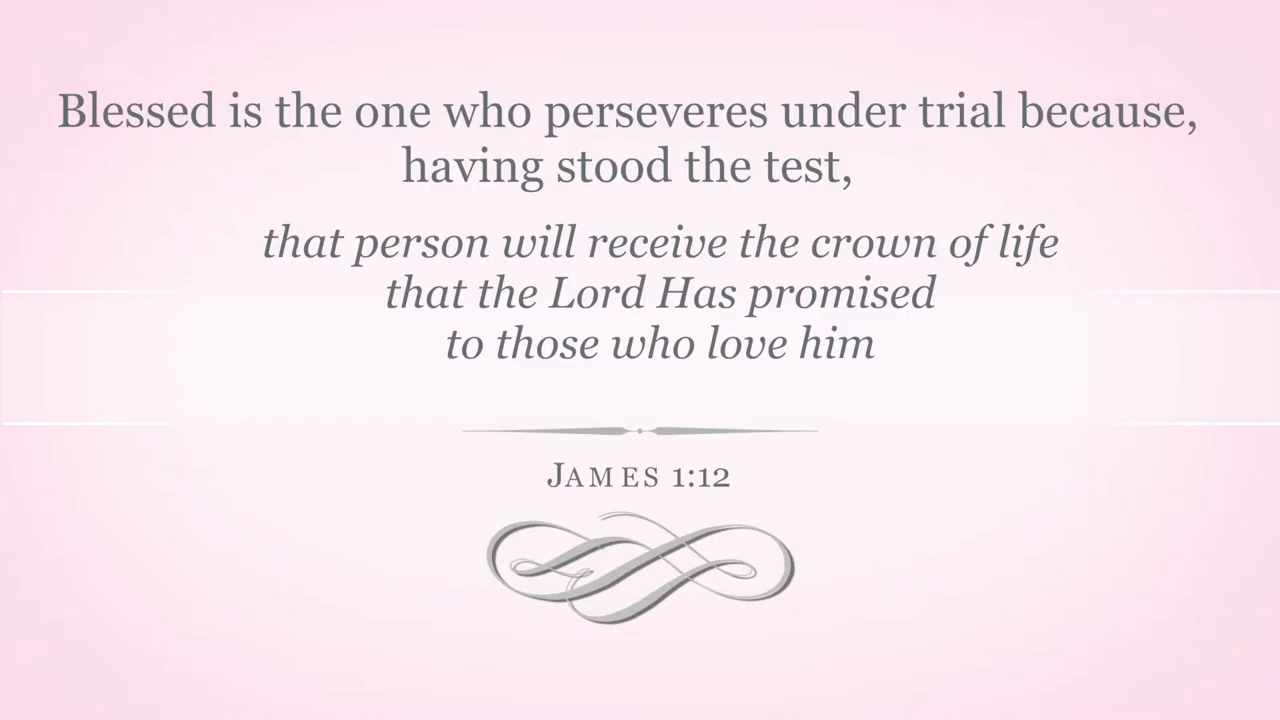 Blessed is the one who perseveres under trial because,
having stood the test,
that person will receive the crown of life
that the Lord Has promised
to those who love him
James 1:12